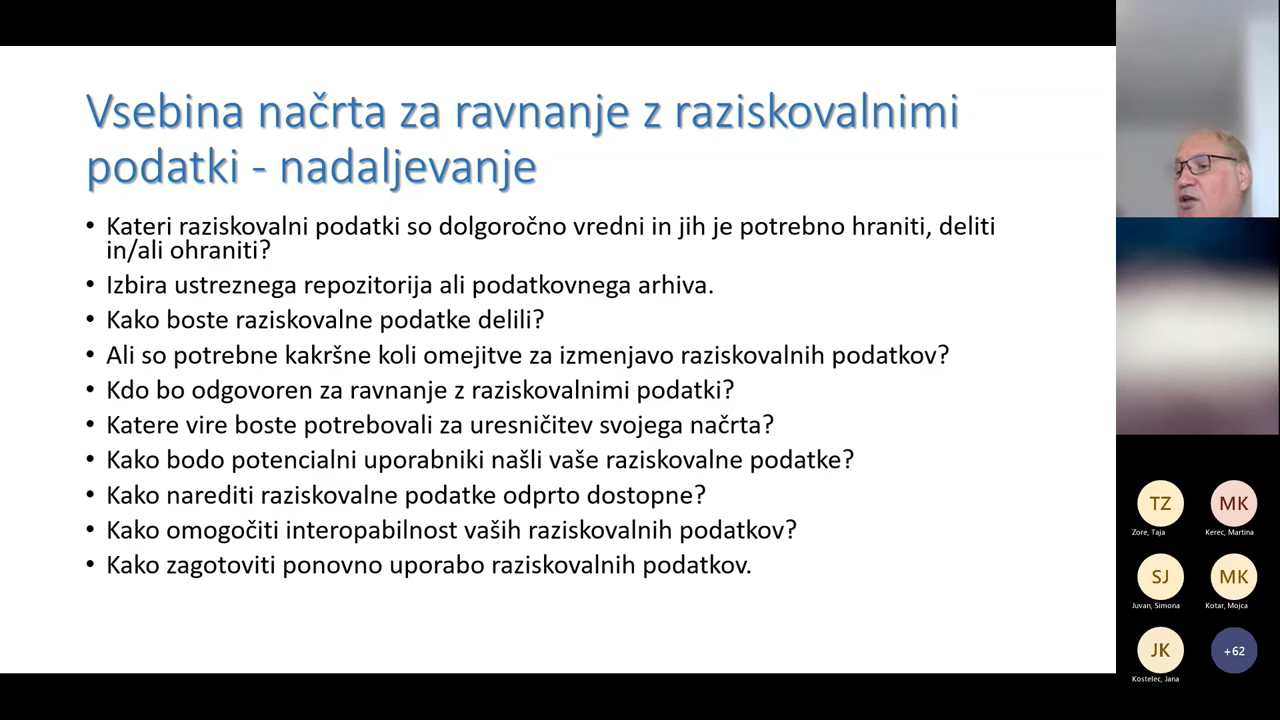 Vsebina načrta za ravnanje z raziskovalnimi
podatki - nadaljevanje
• Kateri raziskovalni podatki so dolgoročno vredni in jih je potrebno hraniti, deliti
in/ali ohraniti?
• Izbira ustreznega repozitorija ali podatkovnega arhiva.
• Kako boste raziskovalne podatke delili?
• Ali so potrebne kakršne koli omejitve za izmenjavo raziskovalnih podatkov?
• Kdo bo odgovoren za ravnanje z raziskovalnimi podatki?
• Katere vire boste potrebovali za uresničitev svojega načrta?
• Kako bodo potencialni uporabniki našli vaše raziskovalne podatke?
• Kako narediti raziskovalne podatke odprto dostopne?
• Kako omogočiti interopabilnost vaših raziskovalnih podatkov?
• Kako zagotoviti ponovno uporabo raziskovalnih podatkov.
TZ
Zore, Taja
MK
Kerec, Martina
SJ
Juvan, Simona
MK
Kotar, Mojca
JK
Kostelec, Jana
+62